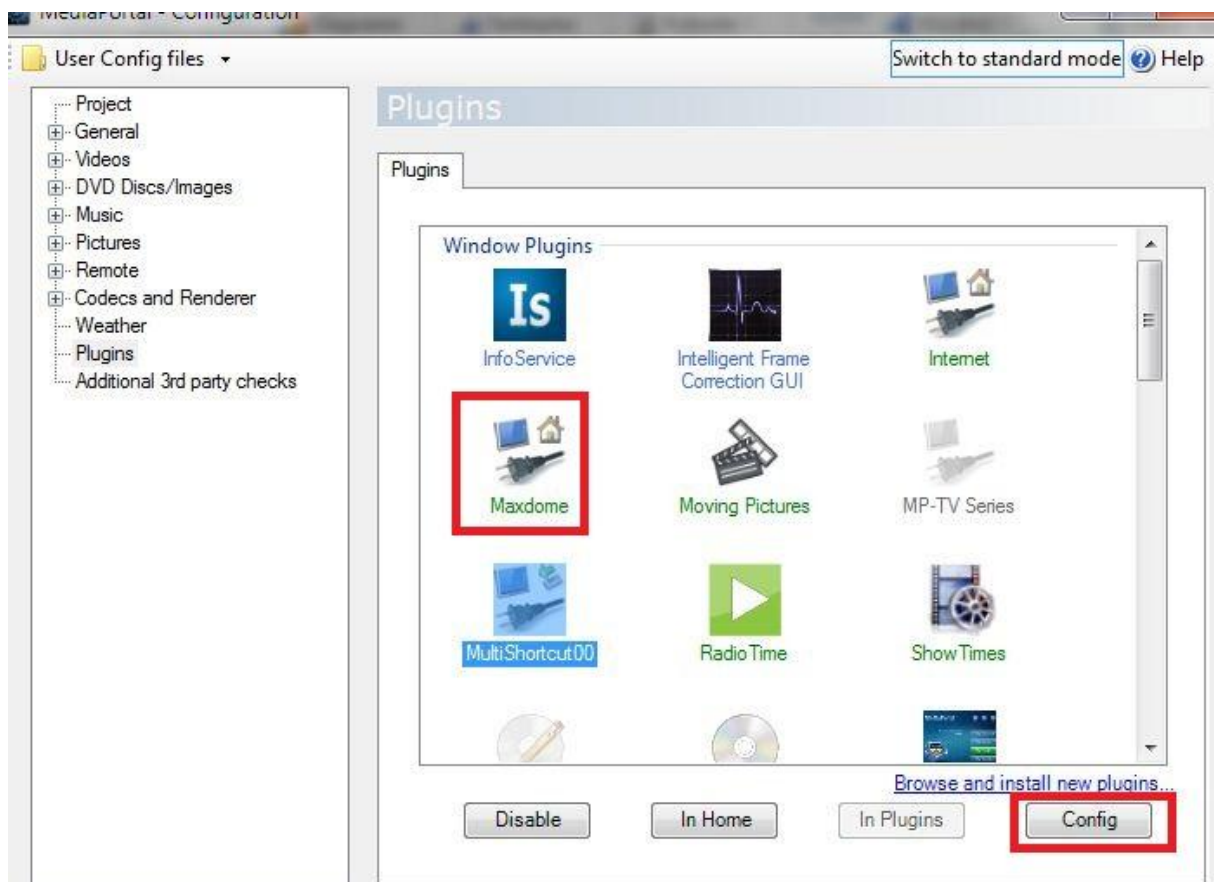 MediaPortal - Configuration
User Config files
Switch to standard mode
Help
Project
General
Videos
DVD Discs/Images
Music
Pictures
Remote
Codecs and Renderer
Weather
Plugins
Additional 3rd party checks
Plugins
Plugins
Window Plugins
Is
InfoService
Intelligent Frame
Correction GUI
Internet
Maxdome
Moving Pictures
MP-TV Series
MultiShortcut00
RadioTime
ShowTimes
Browse and install new plugins...
Disable
In Home
In Plugins
Config